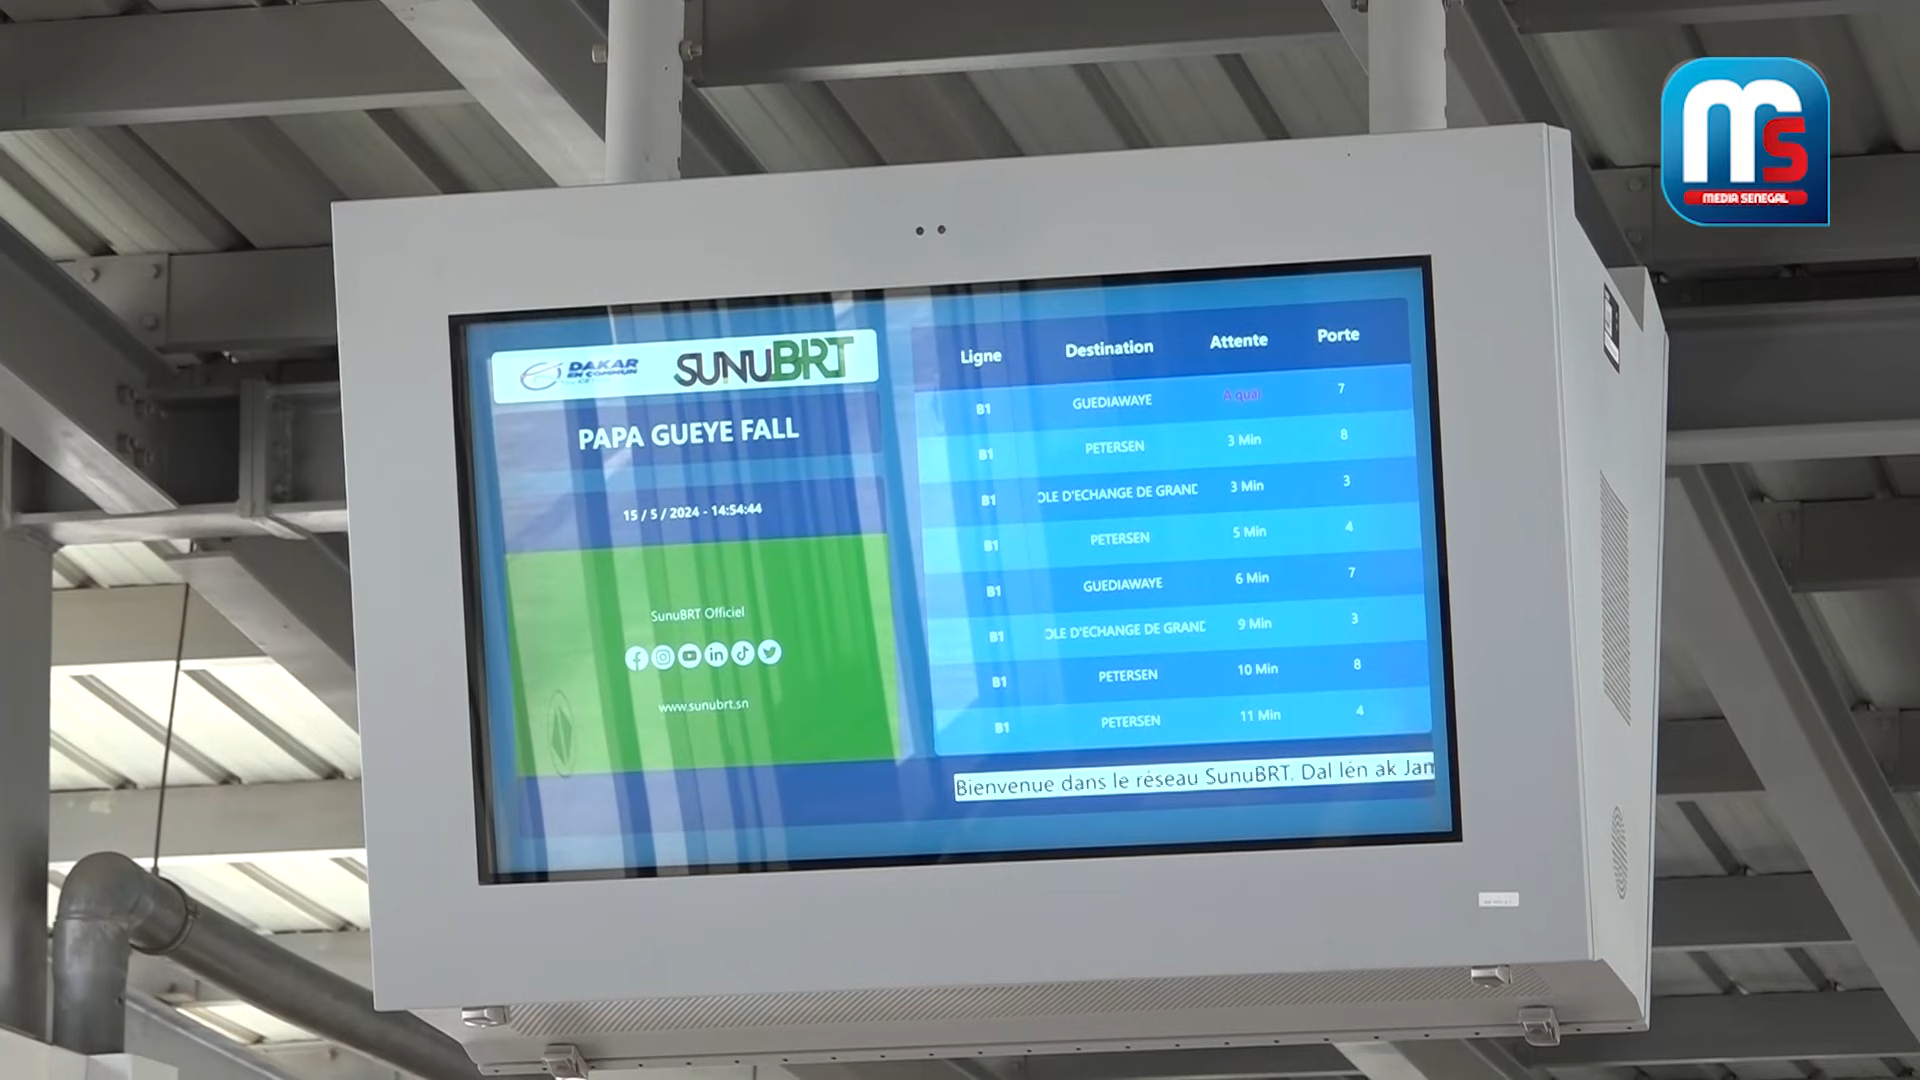 MS
MEDIA SENEGAL
DAKAR
EN COMMUN
SUNUBRT
PAPA GUEYE FALL
15 / 5 / 2024 - 14:54:44
SunuBRT Officiel
www.sunubrt.sn
Ligne Destination Attente Porte
B1 GUEDIAWAYE A quai 7
B1 PETERSEN 3 Min 8
B1 OLE D'ECHANGE DE GRAND 3 Min 3
B1 PETERSEN 5 Min 4
B1 GUEDIAWAYE 6 Min 7
B1 OLE D'ECHANGE DE GRAND 9 Min 3
B1 PETERSEN 10 Min 8
B1 PETERSEN 11 Min 4
Bienvenue dans le réseau SunuBRT. Dal lén ak Jam